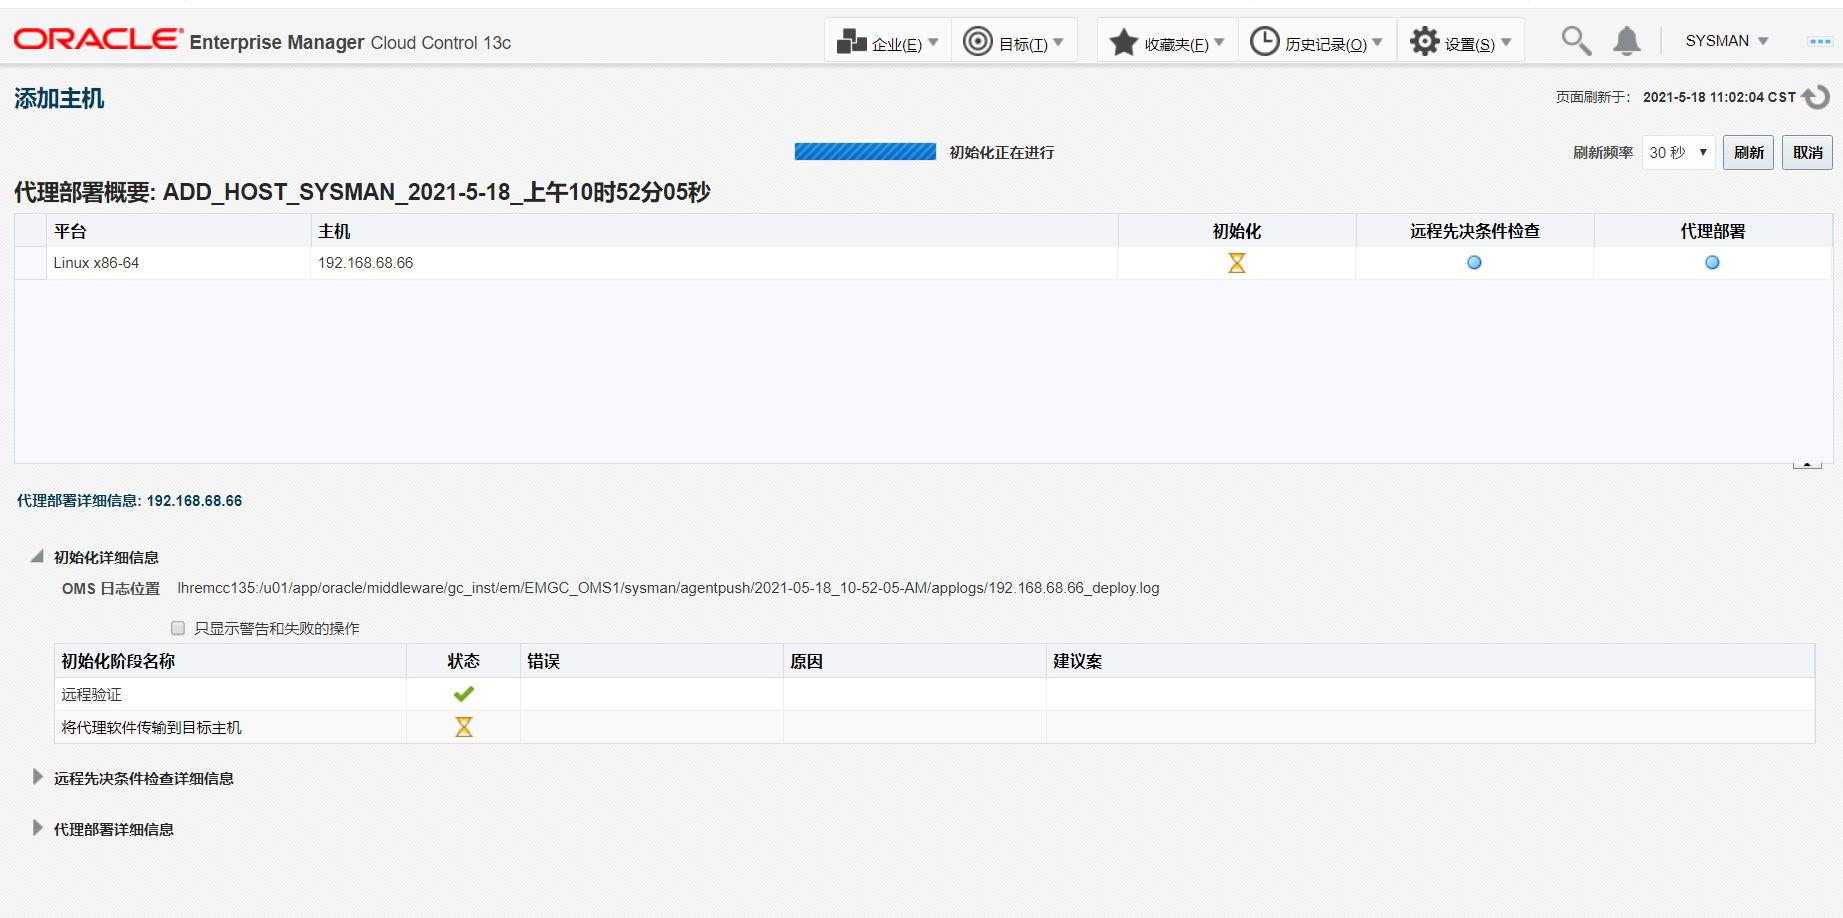 ORACLE® Enterprise Manager Cloud Control 13c 企业(E) 目标(T) 收藏夹(F) 历史记录(O) 设置(S) SYSMAN
添加主机 页面刷新于: 2021-5-18 11:02:04 CST
初始化正在进行 刷新频率 30 秒 刷新 取消
代理部署概要: ADD_HOST_SYSMAN_2021-5-18_上午10时52分05秒
平台 主机 初始化 远程先决条件检查 代理部署
Linux x86-64 192.168.68.66
代理部署详细信息: 192.168.68.66
初始化详细信息
OMS 日志位置 lhremcc135:/u01/app/oracle/middleware/gc_inst/em/EMGC_OMS1/sysman/agentpush/2021-05-18_10-52-05-AM/applogs/192.168.68.66_deploy.log
只显示警告和失败的操作
初始化阶段名称 状态 错误 原因 建议案
远程验证
将代理软件传输到目标主机
远程先决条件检查详细信息
代理部署详细信息